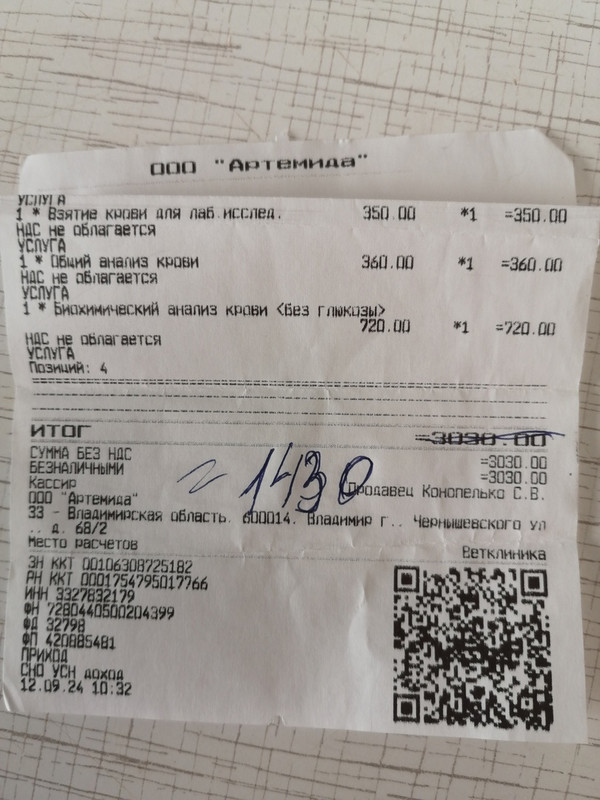 ООО "Артемида"
УСЛУГА
1 * Взятие крови для лаб.исслед. 350.00 *1 =350.00
НДС не облагается
УСЛУГА
1 * Общий анализ крови 360.00 *1 =360.00
НДС не облагается
УСЛУГА
1 * Биохимический анализ крови <без глюкозы>
720.00 *1 =720.00
НДС не облагается
УСЛУГА
Позиций: 4
ИТОГ =3030.00
СУММА БЕЗ НДС =3030.00
БЕЗНАЛИЧНЫМИ =3030.00
~ 1430
Кассир Продавец Конопелько С.В.
ООО "Артемида"
33 - Владимирская область. 600014. Владимир г.. Чернышевского ул
.. д. 68/2
Место расчетов Ветклиника
ЗН ККТ 00106308725182
РН ККТ 0001754795017766
ИНН 3327832179
ФН 7280440500204399
ФД 32798
ФП 420885481
ПРИХОД
СНО УСН доход
12.09.24 10:32